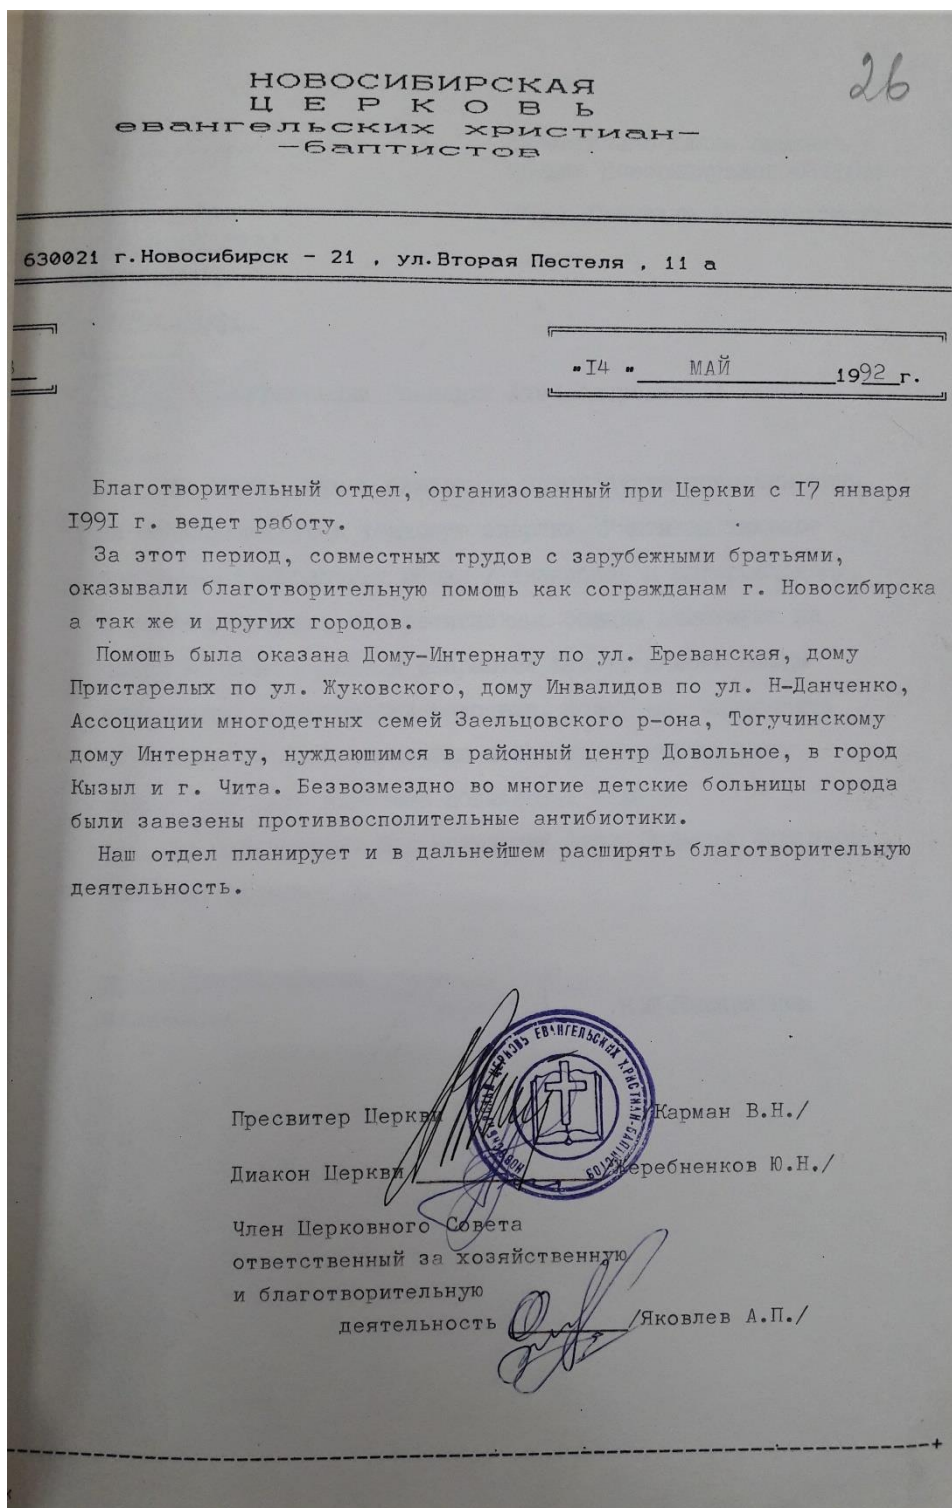 26
НОВОСИБИРСКАЯ
Ц Е Р К О В Ь
евангельских христиан-
-баптистов
630021 г.Новосибирск - 21 , ул.Вторая Пестеля , 11 а
"I4 " МАЙ 1992 г.
Благотворительный отдел, организованный при Церкви с I7 января
I99I г. ведет работу.
За этот период, совместных трудов с зарубежными братьями,
оказывали благотворительную помощь как согражданам г. Новосибирска
а так же и других городов.
Помощь была оказана Дому-Интернату по ул. Ереванская, дому
Пристарелых по ул. Жуковского, дому Инвалидов по ул. Н-Данченко,
Ассоциации многодетных семей Заельцовского р-она, Тогучинскому
дому Интернату, нуждающимся в районный центр Довольное, в город
Кызыл и г. Чита. Безвозмездно во многие детские больницы города
были завезены противвосполительные антибиотики.
Наш отдел планирует и в дальнейшем расширять благотворительную
деятельность.
НОВОСИБИРСКАЯ ЦЕРКОВЬ ЕВАНГЕЛЬСКИХ ХРИСТИАН-БАПТИСТОВ
Пресвитер Церкви /Карман В.Н./
Диакон Церкви /Жеребненков Ю.Н./
Член Церковного Совета
ответственный за хозяйственную
и благотворительную
деятельность /Яковлев А.П./